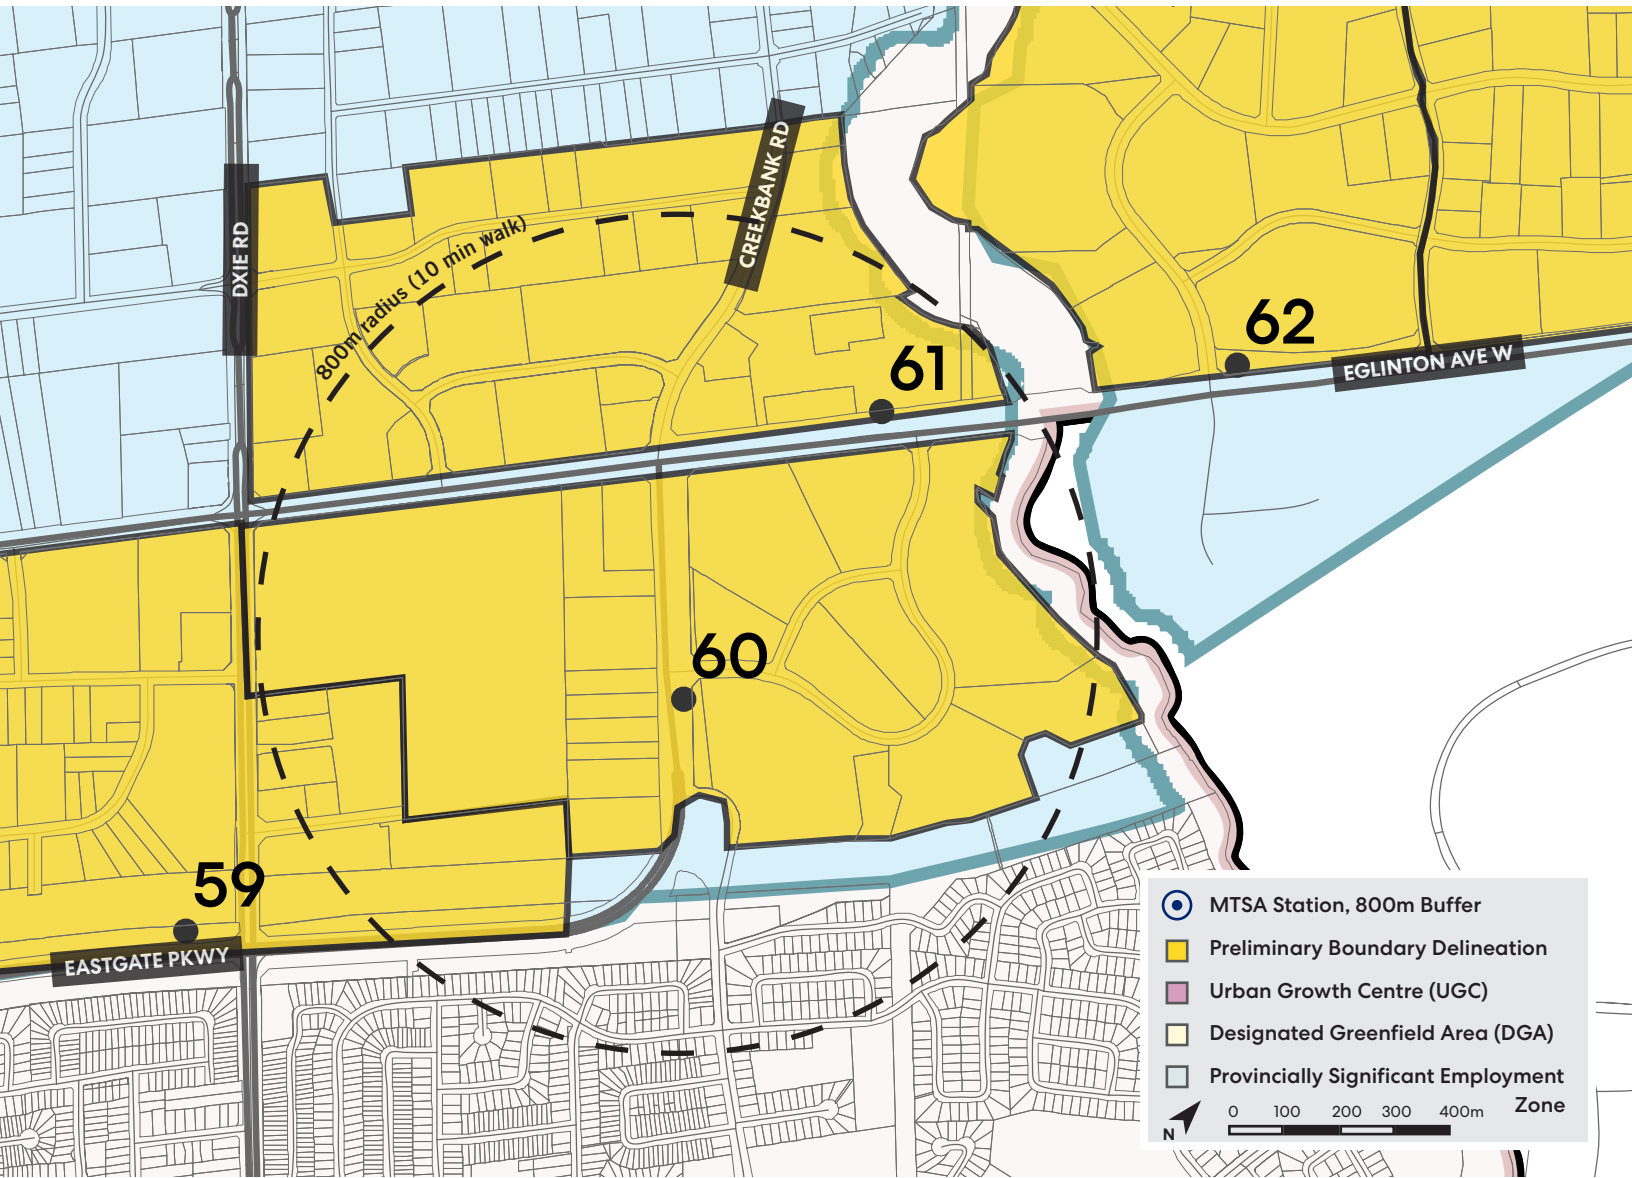 CREEKBANK RD
DXIE RD
800m radius (10 min walk)
62
61
EGLINTON AVE W
60
59
EASTGATE PKWY
MTSA Station, 800m Buffer
Preliminary Boundary Delineation
Urban Growth Centre (UGC)
Designated Greenfield Area (DGA)
Provincially Significant Employment
Zone
N
0 100 200 300 400m